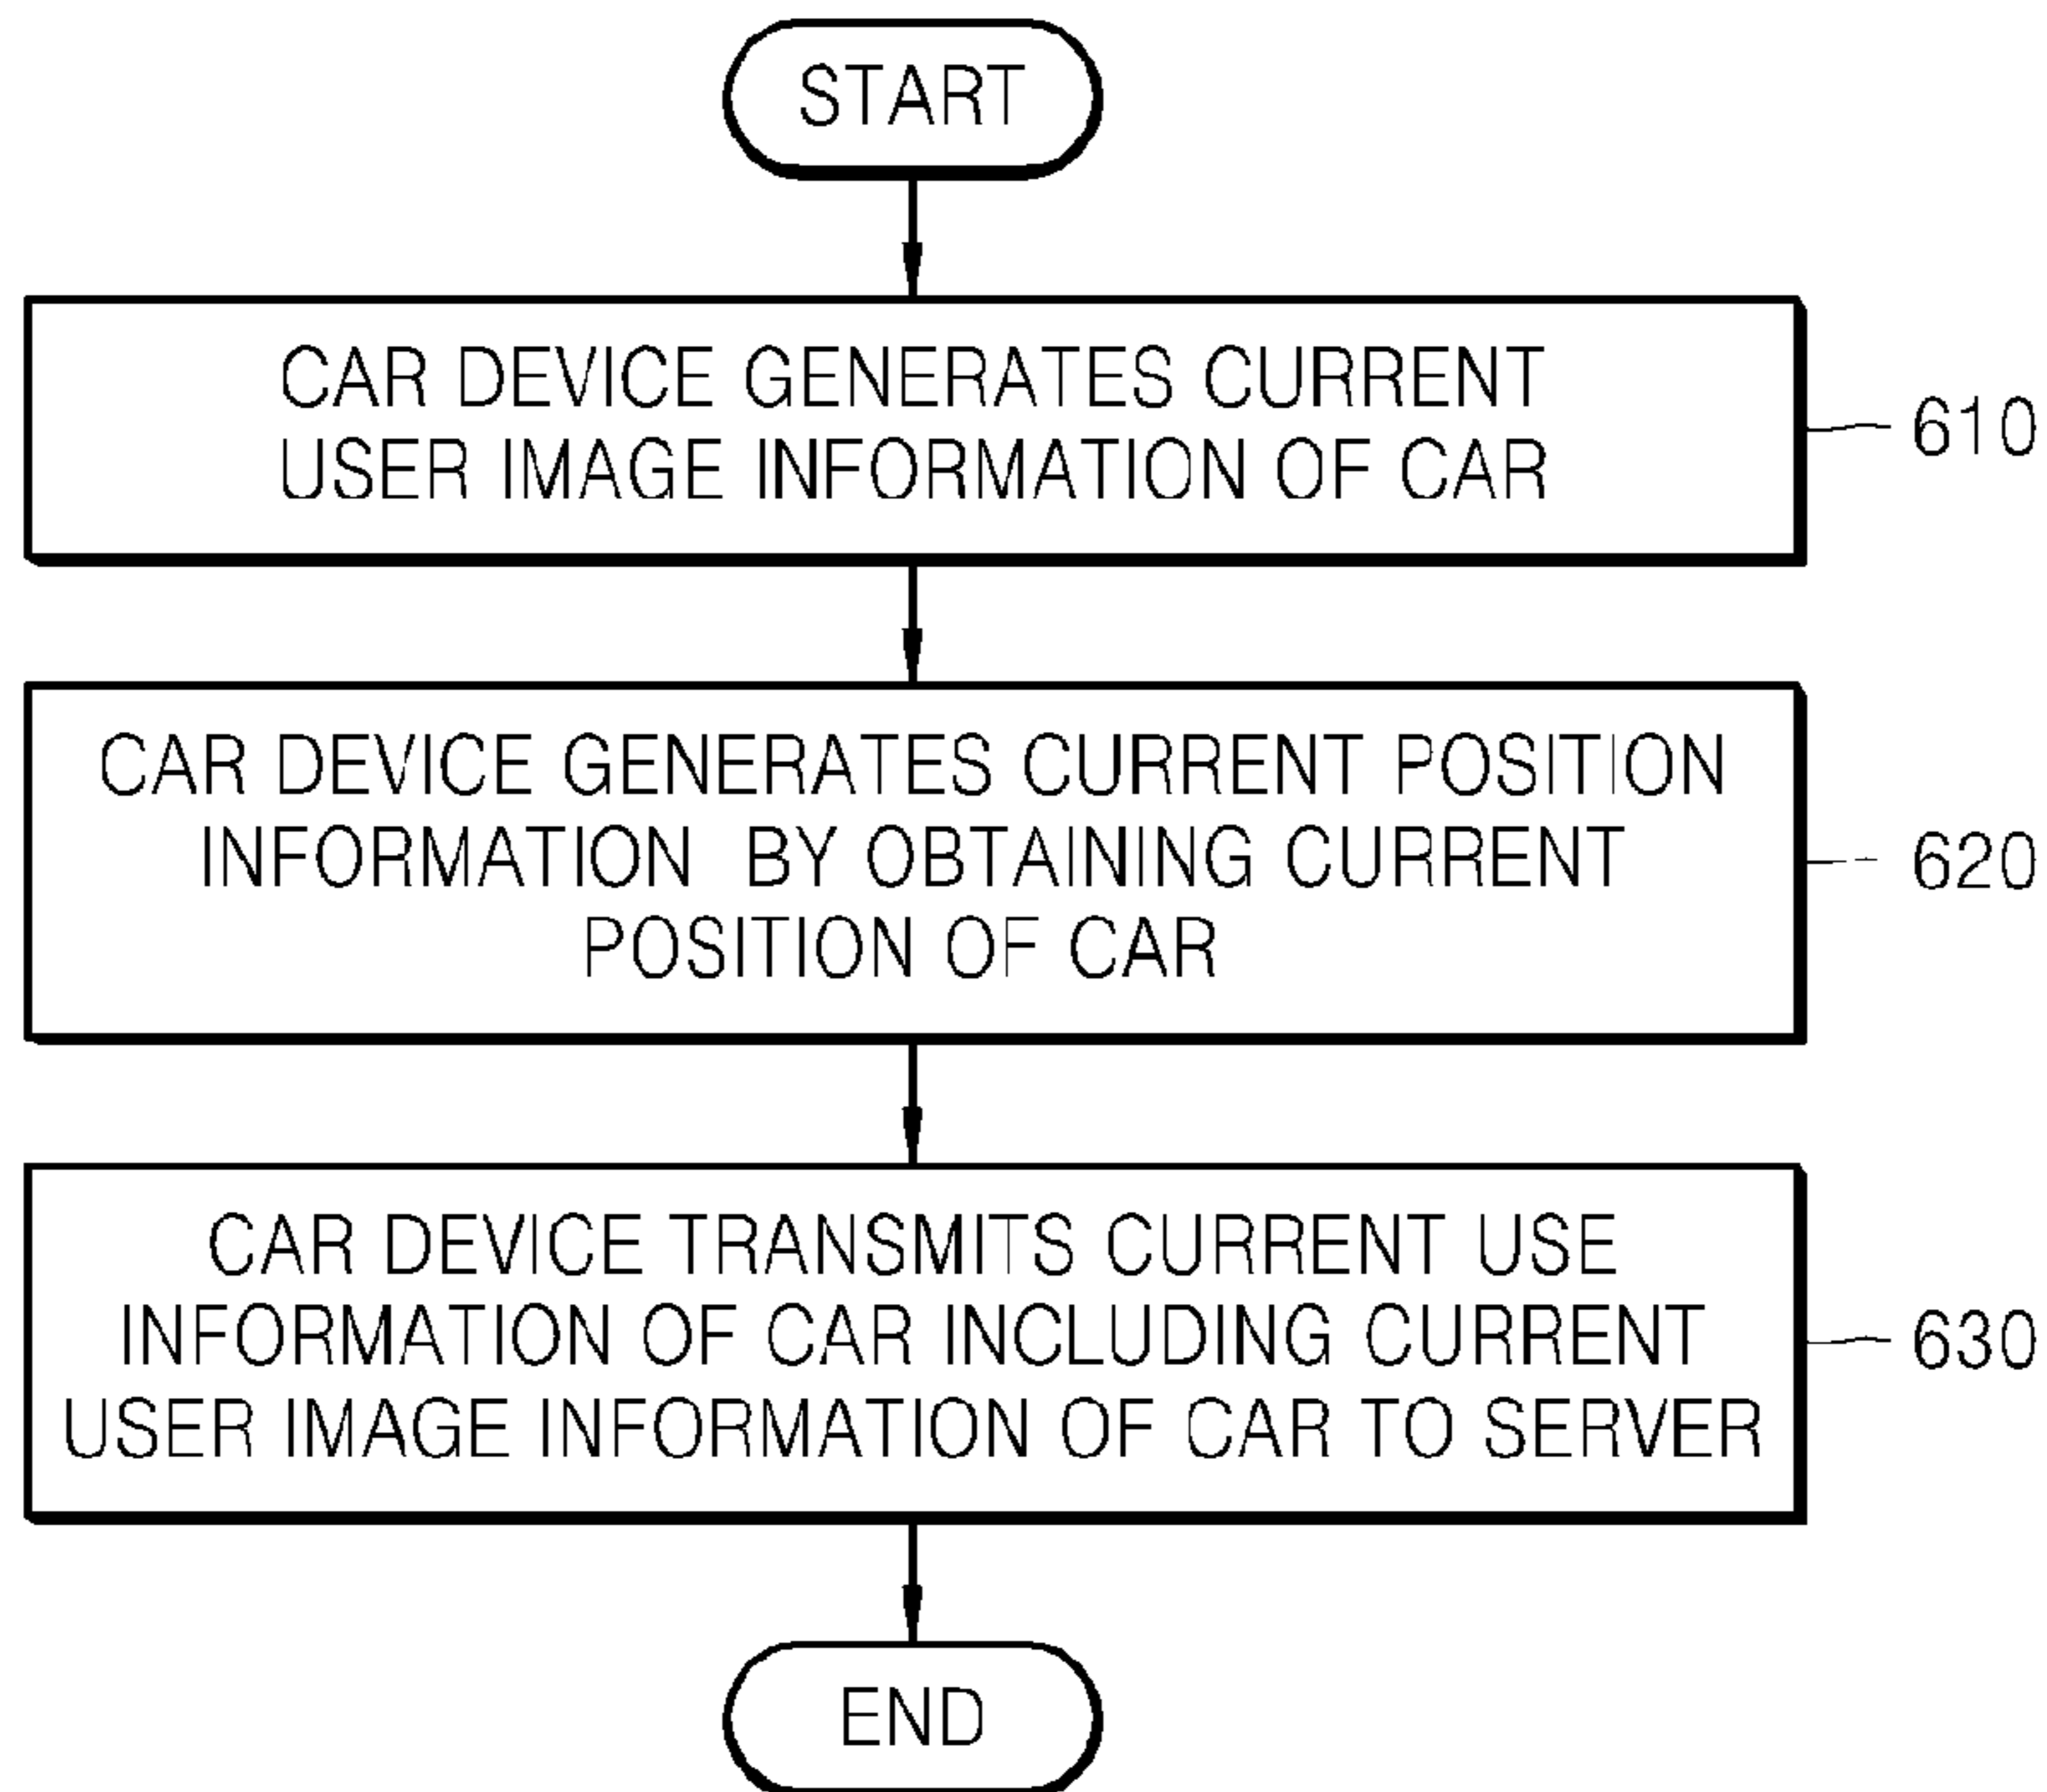 START
CAR DEVICE GENERATES CURRENT
USER IMAGE INFORMATION OF CAR
610
CAR DEVICE GENERATES CURRENT POSITION
INFORMATION BY OBTAINING CURRENT
POSITION OF CAR
620
CAR DEVICE TRANSMITS CURRENT USE
INFORMATION OF CAR INCLUDING CURRENT
USER IMAGE INFORMATION OF CAR TO SERVER
630
END